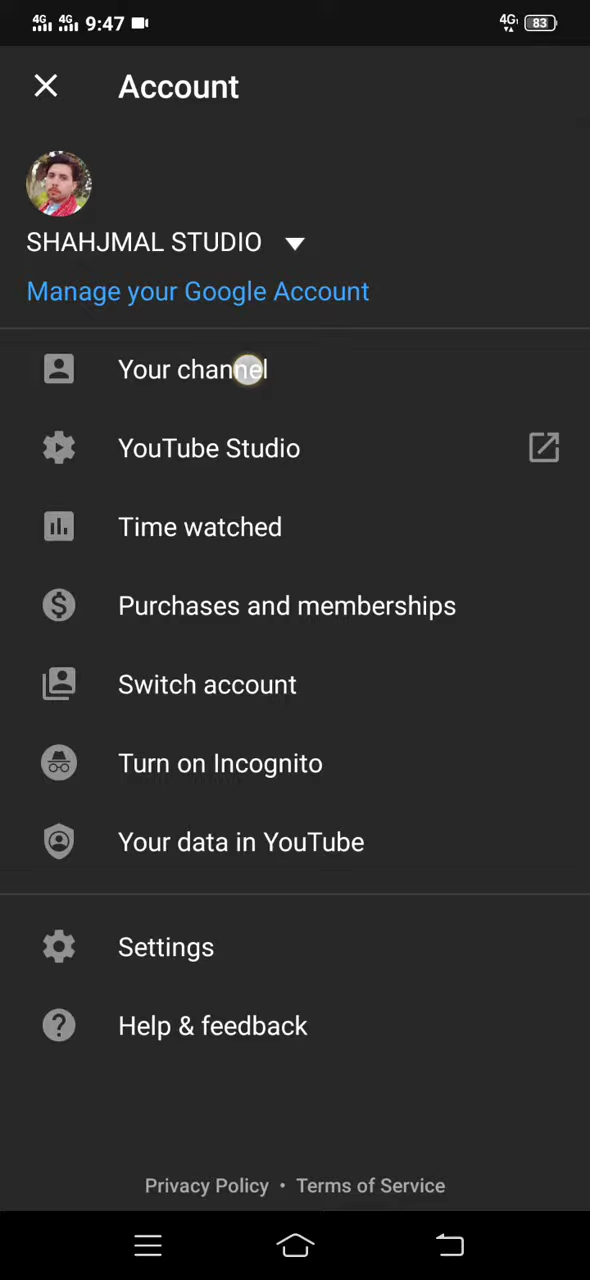 4G 4G 9:47 4G 83
Account
SHAHJMAL STUDIO
Manage your Google Account
Your channel
YouTube Studio
Time watched
Purchases and memberships
Switch account
Turn on Incognito
Your data in YouTube
Settings
Help & feedback
Privacy Policy • Terms of Service